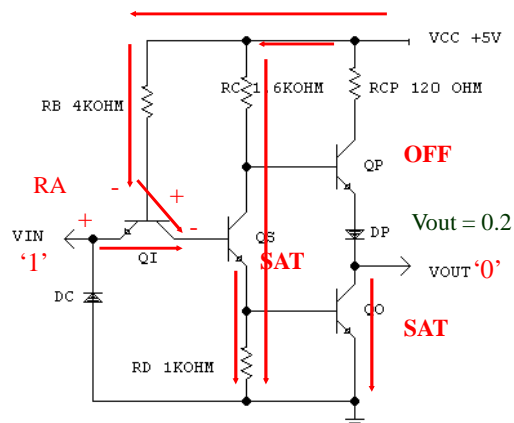 VCC +5V
RC 1.6KOHM
RCP 120 OHM
RB 4KOHM
OFF
RA
-
+
QP
+
-
VIN
QS
DP
Vout = 0.2
'1'
QI
SAT
VOUT '0'
DC
QO
SAT
RD 1KOHM